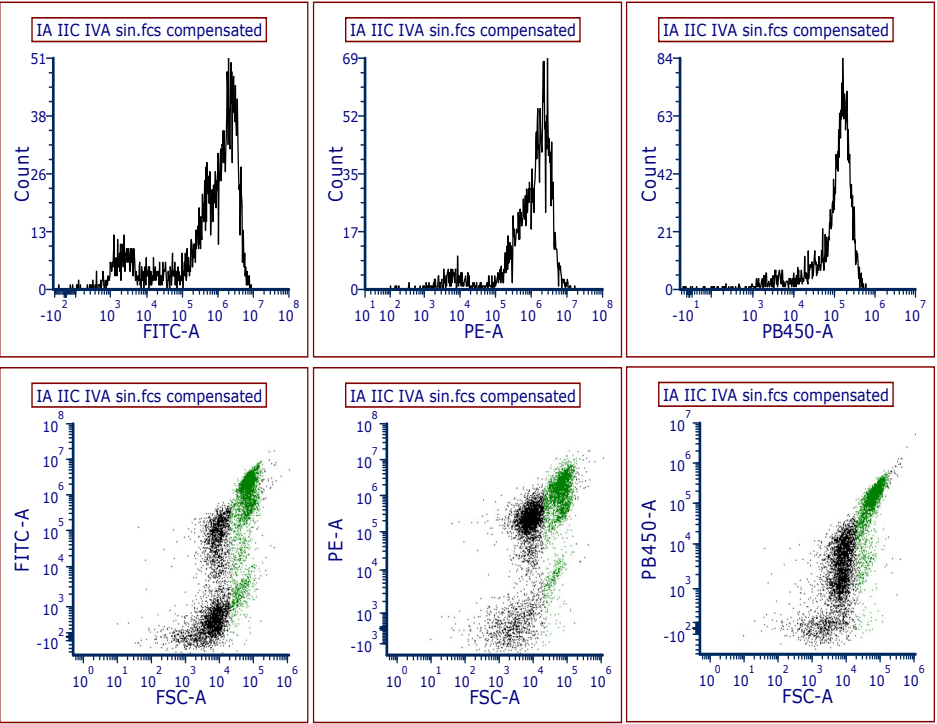 IA IIC IVA sin.fcs compensated
51
38
26
13
0
Count
-10 2 10 3 10 4 10 5 10 6 10 7 10 8
FITC-A
IA IIC IVA sin.fcs compensated
69
52
35
17
0
Count
10 1 10 2 10 3 10 4 10 5 10 6 10 7 10 8
PE-A
IA IIC IVA sin.fcs compensated
84
63
42
21
0
Count
-10 1 10 3 10 4 10 5 10 6 10 7
PB450-A
IA IIC IVA sin.fcs compensated
10 8
10 7
10 6
10 5
10 4
10 3
-10 2
FITC-A
10 0 10 1 10 2 10 3 10 4 10 5 10 6
FSC-A
IA IIC IVA sin.fcs compensated
10 8
10 7
10 6
10 5
10 4
10 3
-10 3
PE-A
10 0 10 1 10 2 10 3 10 4 10 5 10 6
FSC-A
IA IIC IVA sin.fcs compensated
10 7
10 6
10 5
10 4
10 3
-10 2
PB450-A
10 0 10 1 10 2 10 3 10 4 10 5 10 6
FSC-A